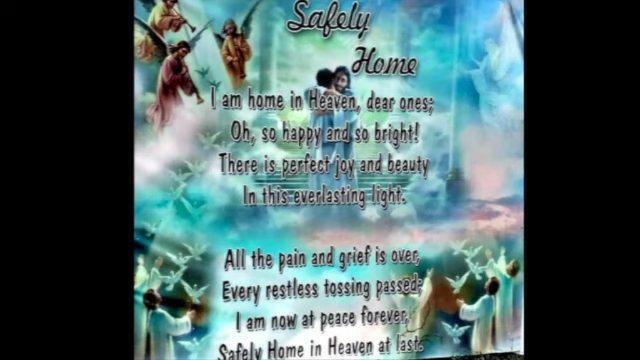 Safely
Home
I am home in Heaven, dear ones;
Oh, so happy and so bright!
There is perfect joy and beauty
In this everlasting light.
All the pain and grief is over,
Every restless tossing passed;
I am now at peace forever,
Safely Home in Heaven at last.